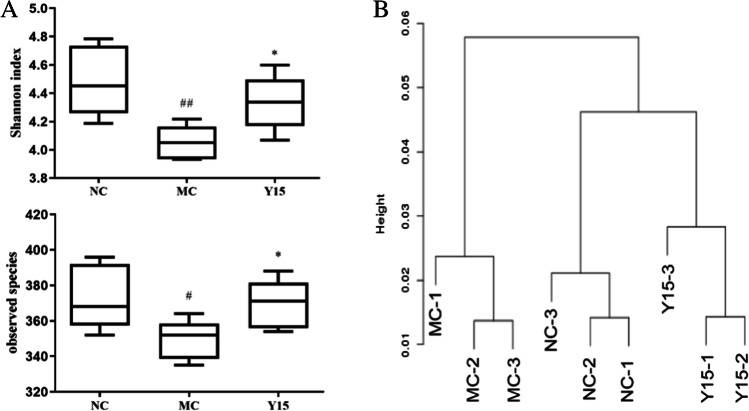 A
Shannon index
5.0
4.8
4.6
4.4
4.2
4.0
3.8
##
*
NC MC Y15
observed species
420
400
380
360
340
320
#
*
NC MC Y15
B
Height
0.06
0.05
0.04
0.03
0.02
0.01
MC-1
MC-2
MC-3
NC-3
NC-2
NC-1
Y15-3
Y15-1
Y15-2